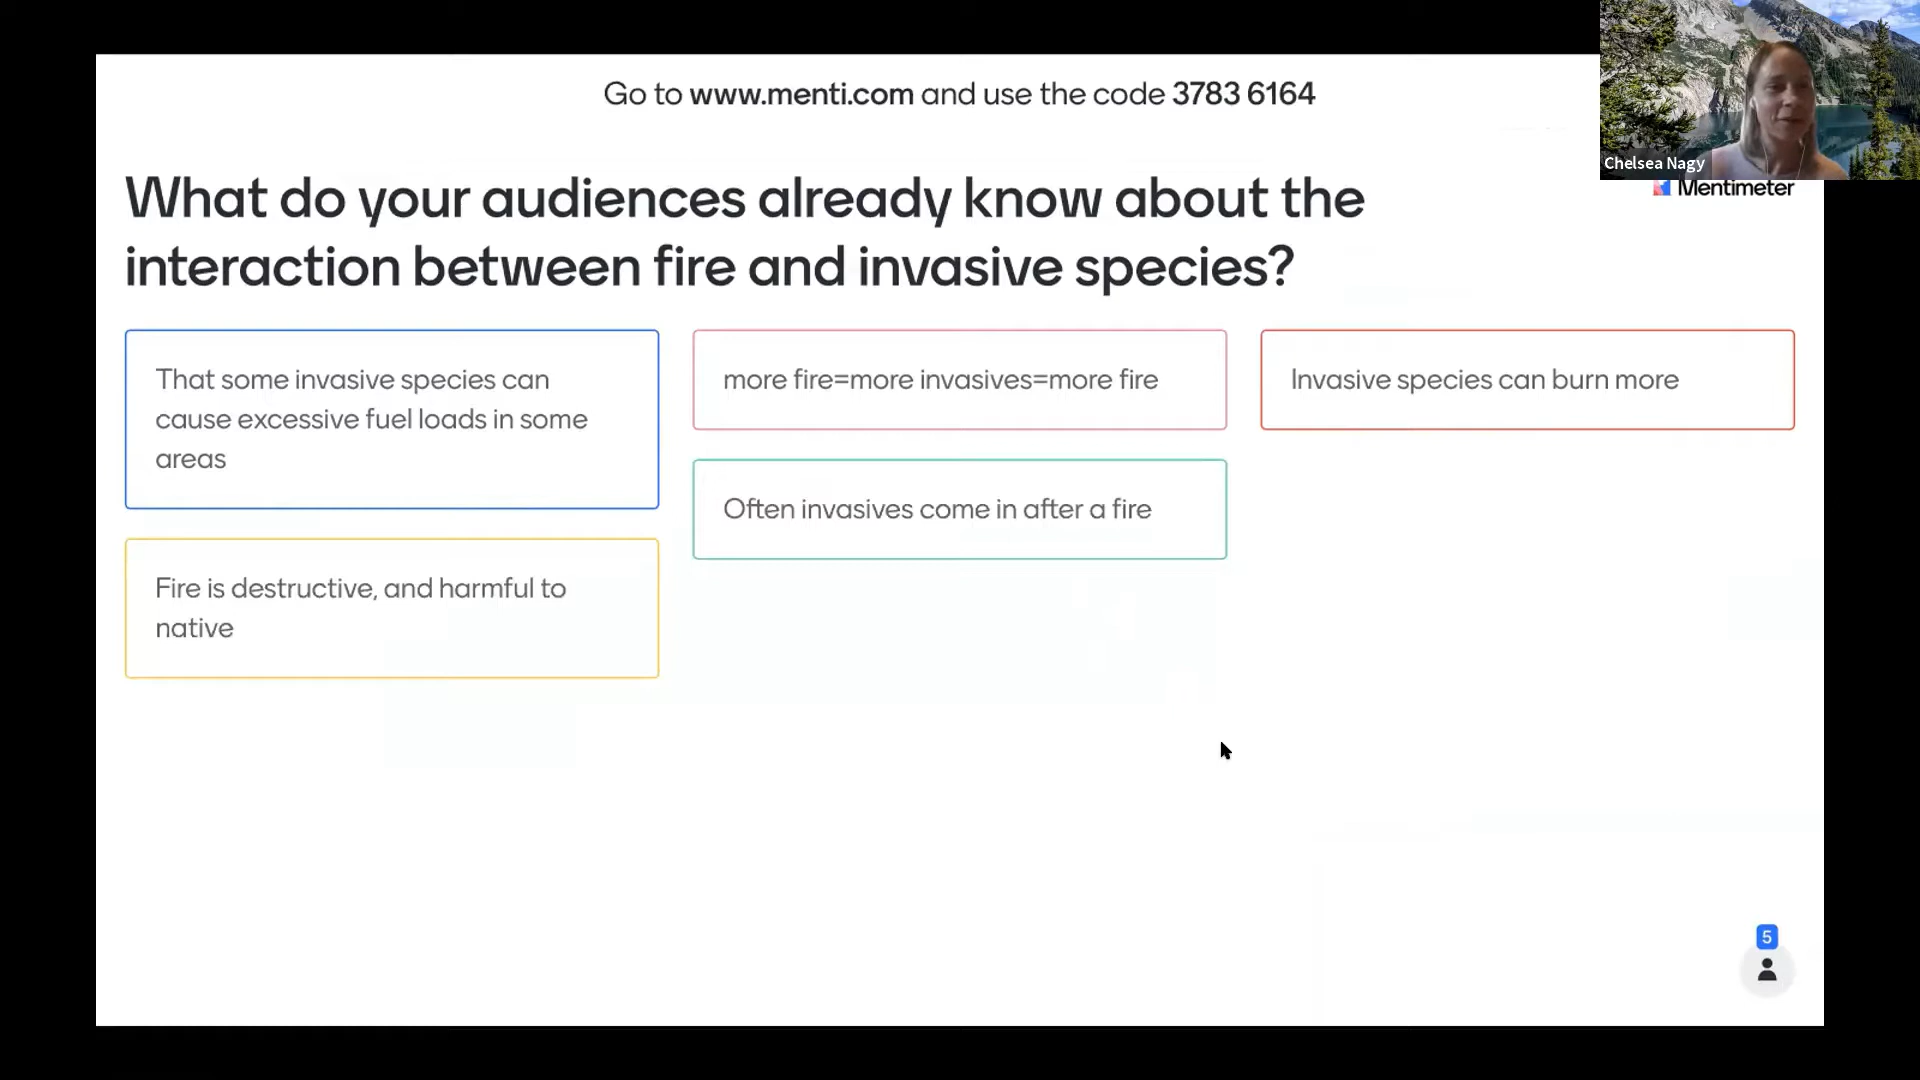 Go to www.menti.com and use the code 3783 6164
Chelsea Nagy
Mentimeter
What do your audiences already know about the
interaction between fire and invasive species?
That some invasive species can
cause excessive fuel loads in some
areas
more fire=more invasives=more fire
Invasive species can burn more
Often invasives come in after a fire
Fire is destructive, and harmful to
native
5